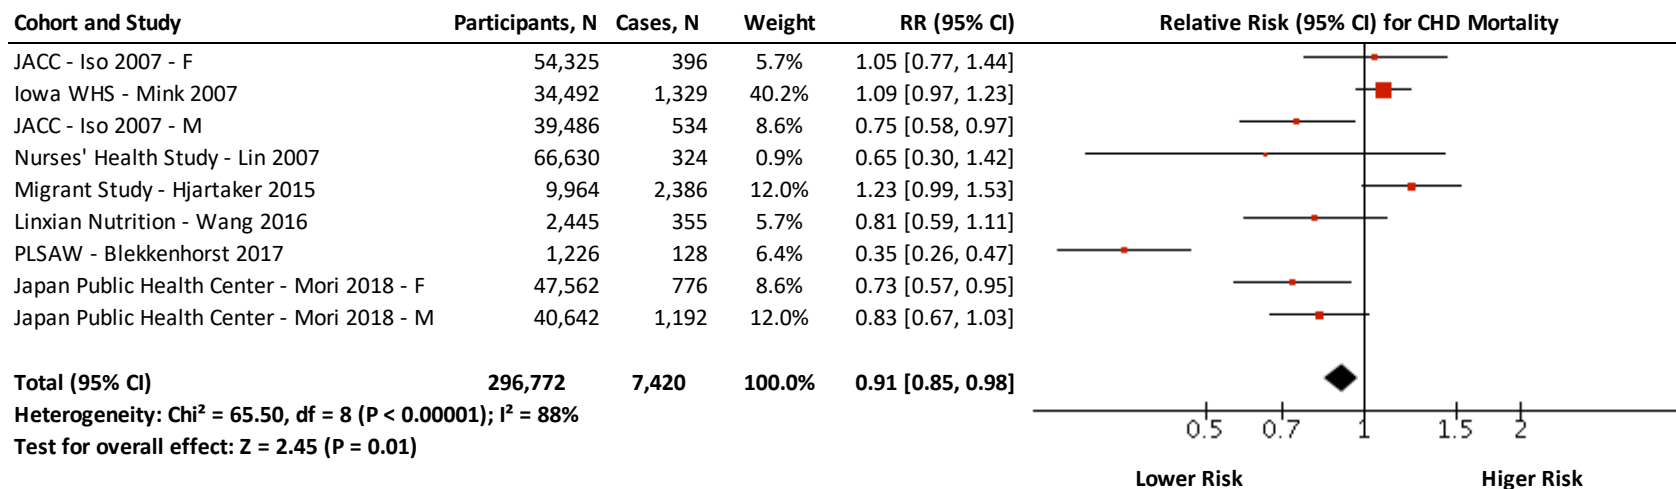 Cohort and Study Participants, N Cases, N Weight RR (95% CI) Relative Risk (95% CI) for CHD Mortality
JACC - Iso 2007 - F 54,325 396 5.7% 1.05 [0.77, 1.44]
Iowa WHS - Mink 2007 34,492 1,329 40.2% 1.09 [0.97, 1.23]
JACC - Iso 2007 - M 39,486 534 8.6% 0.75 [0.58, 0.97]
Nurses' Health Study - Lin 2007 66,630 324 0.9% 0.65 [0.30, 1.42]
Migrant Study - Hjartaker 2015 9,964 2,386 12.0% 1.23 [0.99, 1.53]
Linxian Nutrition - Wang 2016 2,445 355 5.7% 0.81 [0.59, 1.11]
PLSAW - Blekkenhorst 2017 1,226 128 6.4% 0.35 [0.26, 0.47]
Japan Public Health Center - Mori 2018 - F 47,562 776 8.6% 0.73 [0.57, 0.95]
Japan Public Health Center - Mori 2018 - M 40,642 1,192 12.0% 0.83 [0.67, 1.03]
Total (95% CI) 296,772 7,420 100.0% 0.91 [0.85, 0.98]
Heterogeneity: Chi² = 65.50, df = 8 (P < 0.00001); I² = 88%
Test for overall effect: Z = 2.45 (P = 0.01)
0.5 0.7 1 1.5 2
Lower Risk Higer Risk